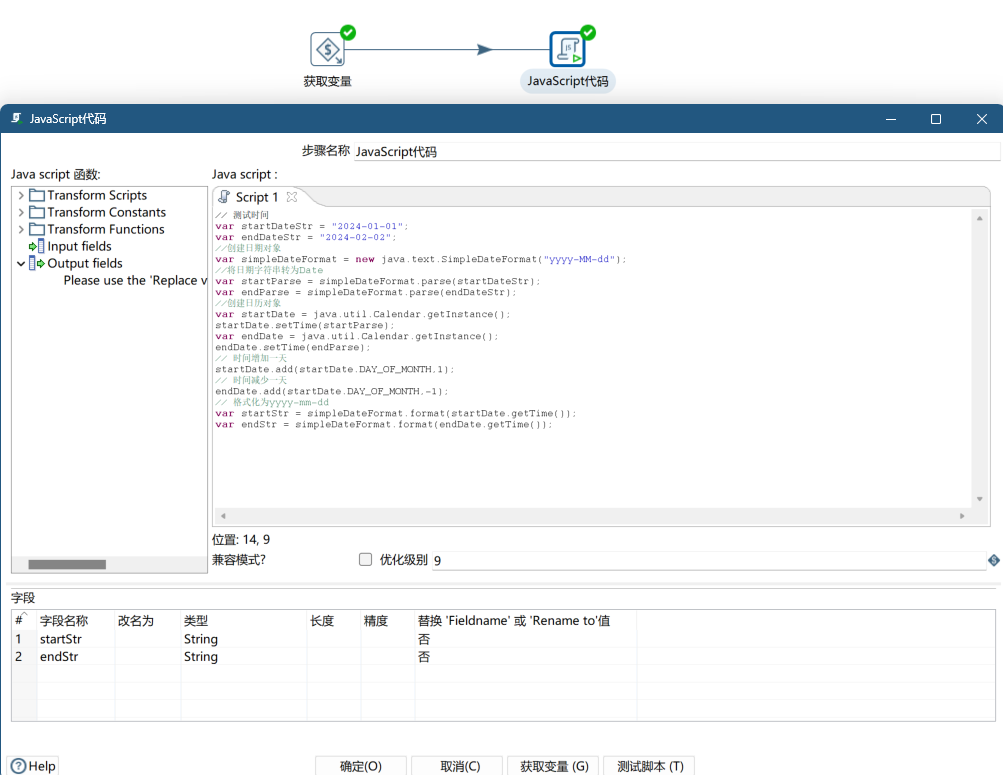 获取变量
JavaScript代码
JavaScript代码
步骤名称 JavaScript代码
Java script 函数:
Java script :
Transform Scripts
Transform Constants
Transform Functions
Input fields
Output fields
Please use the 'Replace v
Script 1
// 测试时间
var startDateStr = "2024-01-01";
var endDateStr = "2024-02-02";
//创建日期对象
var simpleDateFormat = new java.text.SimpleDateFormat("yyyy-MM-dd");
//将日期字符串转为Date
var startParse = simpleDateFormat.parse(startDateStr);
var endParse = simpleDateFormat.parse(endDateStr);
//创建日历对象
var startDate = java.util.Calendar.getInstance();
startDate.setTime(startParse);
var endDate = java.util.Calendar.getInstance();
endDate.setTime(endParse);
// 时间增加一天
startDate.add(startDate.DAY_OF_MONTH,1);
// 时间减少一天
endDate.add(startDate.DAY_OF_MONTH,-1);
// 格式化为yyyy-mm-dd
var startStr = simpleDateFormat.format(startDate.getTime());
var endStr = simpleDateFormat.format(endDate.getTime());
位置: 14, 9
兼容模式? 优化级别 9
字段
# 字段名称 改名为 类型 长度 精度 替换 'Fieldname' 或 'Rename to'值
1 startStr String 否
2 endStr String 否
Help 确定(O) 取消(C) 获取变量 (G) 测试脚本 (T)